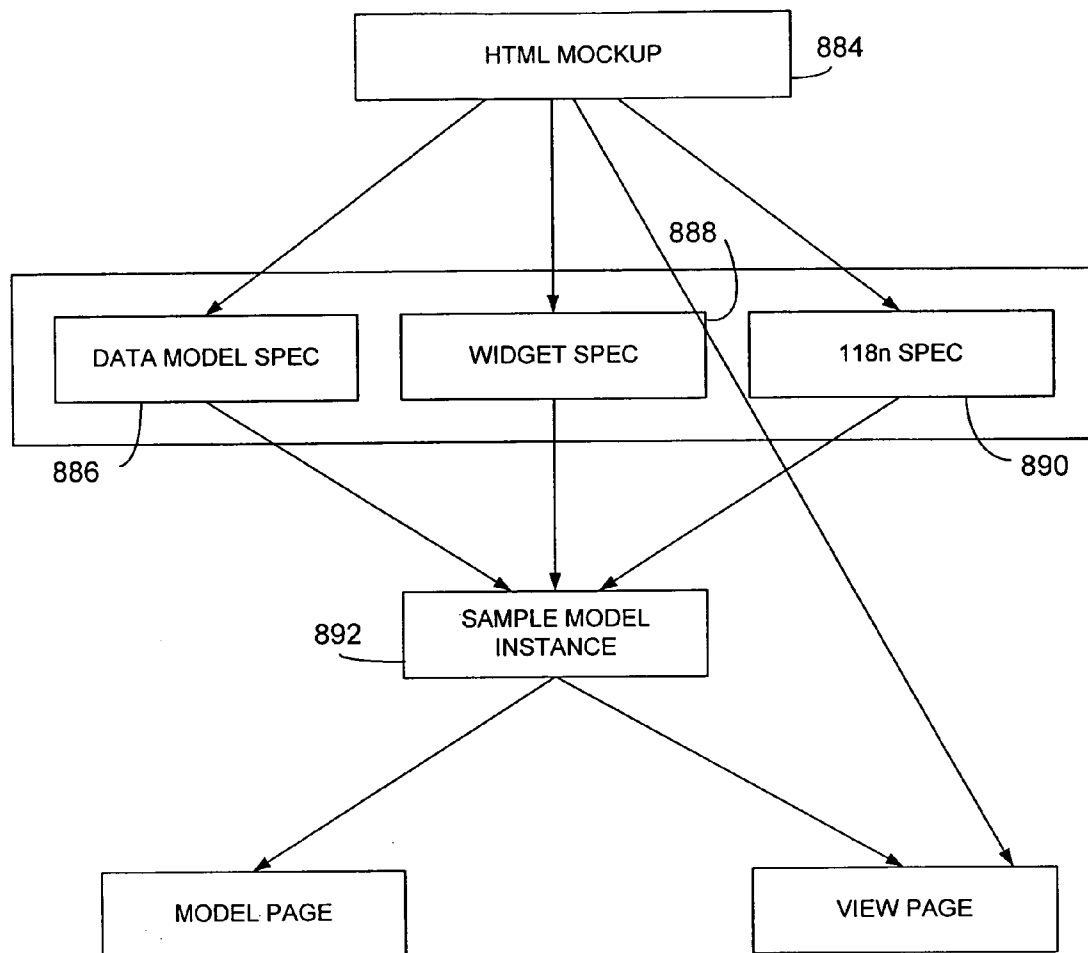 HTML MOCKUP
884
888
DATA MODEL SPEC
WIDGET SPEC
118n SPEC
886
890
SAMPLE MODEL
INSTANCE
892
MODEL PAGE
VIEW PAGE